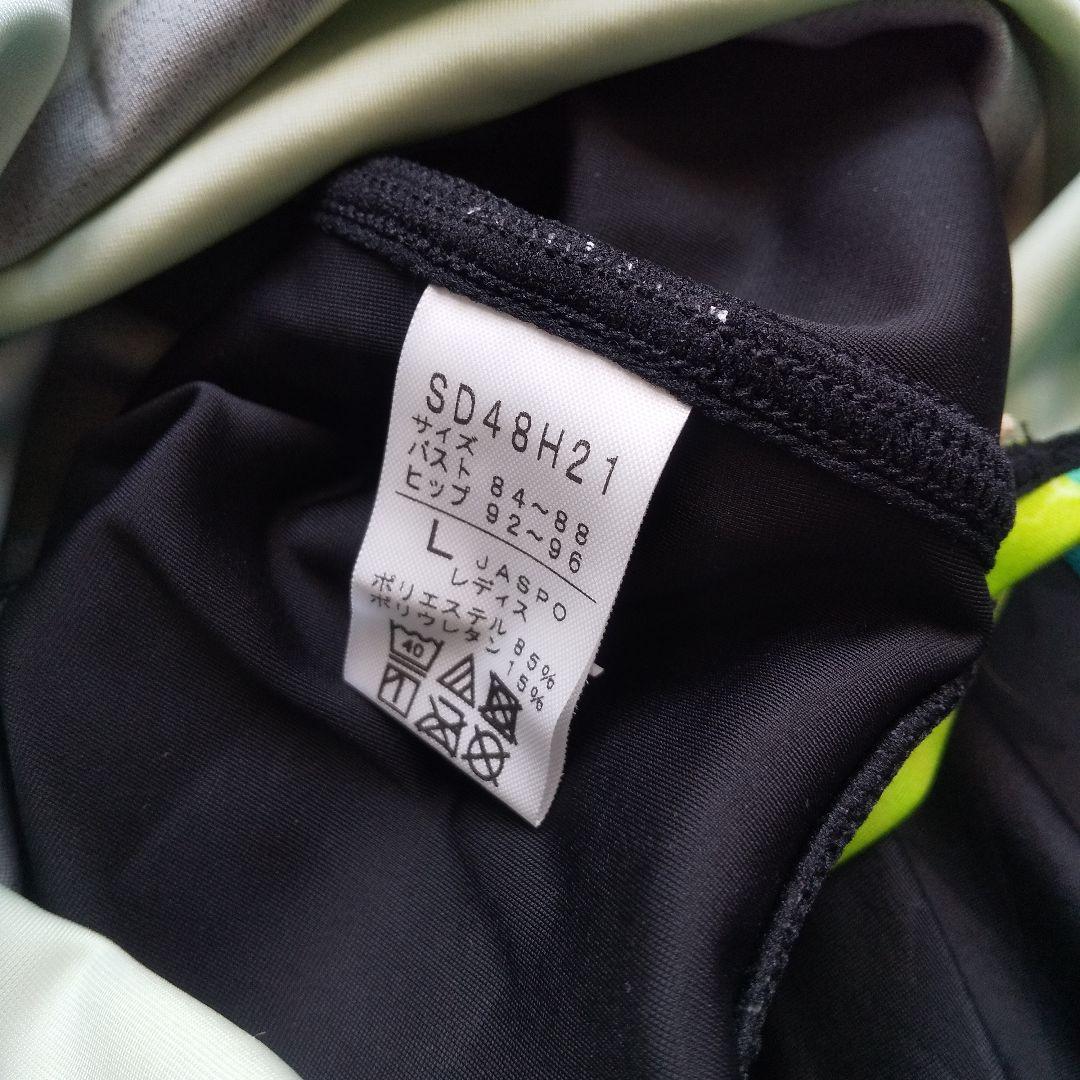 SD48H21
サイズ
バスト 84～88
ヒップ 92～96
L JASPO
レディス
ポリエステル 85%
ポリウレタン 15%
40